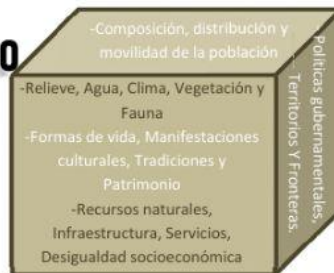 O
-Composición, distribución y
movilidad de la población
-Relieve, Agua, Clima, Vegetación y
Fauna
-Formas de vida, Manifestaciones
culturales, Tradiciones y
Patrimonio
-Recursos naturales,
Infraestructura, Servicios,
Desigualdad socioeconómica
-Políticas gubernamentales,
Territorios Y Fronteras.